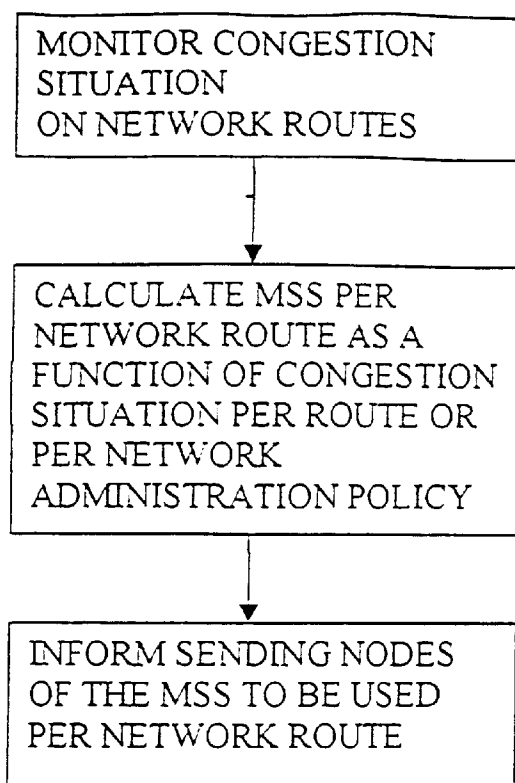 MONITOR CONGESTION
SITUATION
ON NETWORK ROUTES
CALCULATE MSS PER
NETWORK ROUTE AS A
FUNCTION OF CONGESTION
SITUATION PER ROUTE OR
PER NETWORK
ADMINISTRATION POLICY
INFORM SENDING NODES
OF THE MSS TO BE USED
PER NETWORK ROUTE